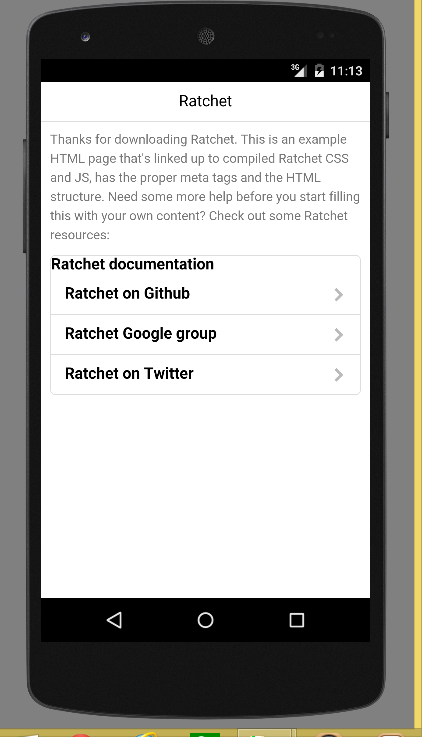 3G 11:13
Ratchet
Thanks for downloading Ratchet. This is an example
HTML page that's linked up to compiled Ratchet CSS
and JS, has the proper meta tags and the HTML
structure. Need some more help before you start filling
this with your own content? Check out some Ratchet
resources:
Ratchet documentation
Ratchet on Github
Ratchet Google group
Ratchet on Twitter